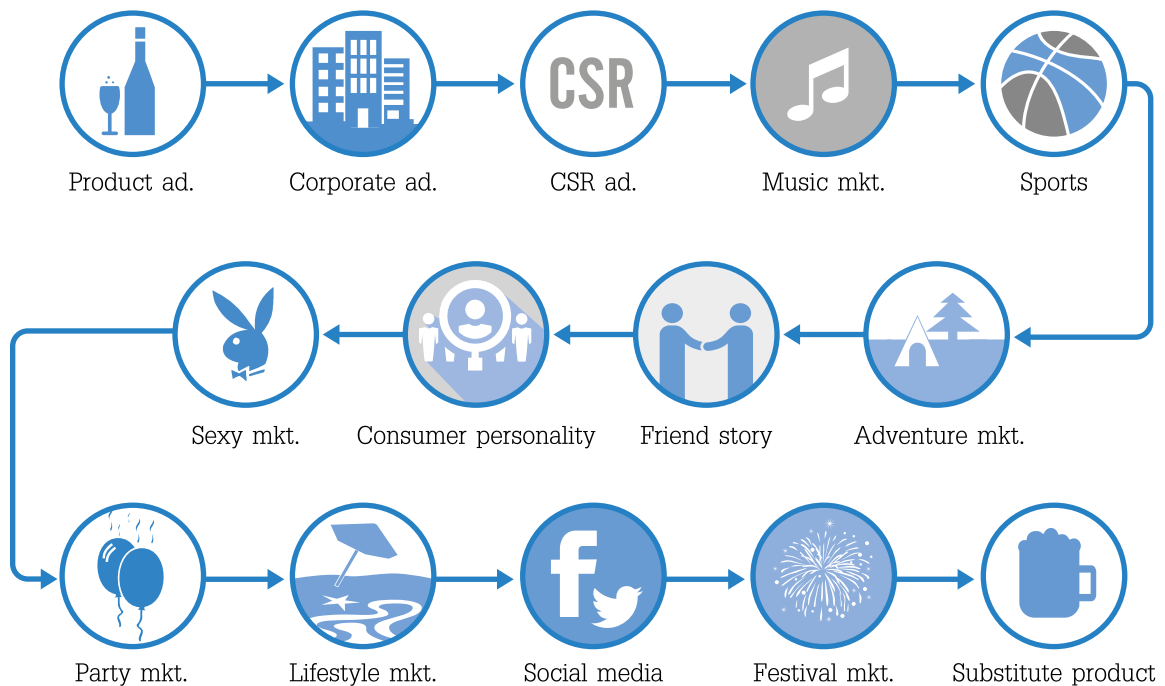 CSR
Product ad.
Corporate ad.
CSR ad.
Music mkt.
Sports
Sexy mkt.
Consumer personality
Friend story
Adventure mkt.
f
Party mkt.
Lifestyle mkt.
Social media
Festival mkt.
Substitute product